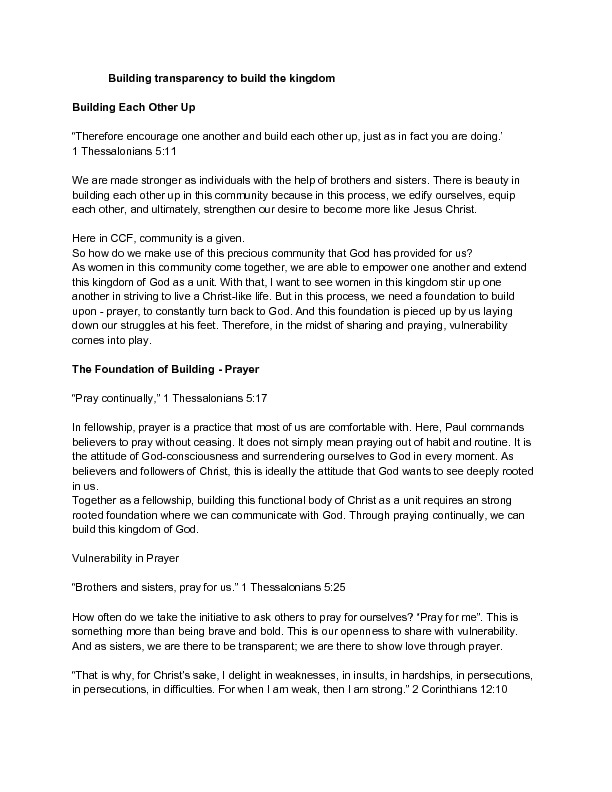 Building transparency to build the kingdom
Building Each Other Up
“Therefore encourage one another and build each other up, just as in fact you are doing.’
1 Thessalonians 5:11
We are made stronger as individuals with the help of brothers and sisters. There is beauty in
building each other up in this community because in this process, we edify ourselves, equip
each other, and ultimately, strengthen our desire to become more like Jesus Christ.
Here in CCF, community is a given.
So how do we make use of this precious community that God has provided for us?
As women in this community come together, we are able to empower one another and extend
this kingdom of God as a unit. With that, I want to see women in this kingdom stir up one
another in striving to live a Christ-like life. But in this process, we need a foundation to build
upon - prayer, to constantly turn back to God. And this foundation is pieced up by us laying
down our struggles at his feet. Therefore, in the midst of sharing and praying, vulnerability
comes into play.
The Foundation of Building - Prayer
“Pray continually,” 1 Thessalonians 5:17
In fellowship, prayer is a practice that most of us are comfortable with. Here, Paul commands
believers to pray without ceasing. It does not simply mean praying out of habit and routine. It is
the attitude of God-consciousness and surrendering ourselves to God in every moment. As
believers and followers of Christ, this is ideally the attitude that God wants to see deeply rooted
in us.
Together as a fellowship, building this functional body of Christ as a unit requires an strong
rooted foundation where we can communicate with God. Through praying continually, we can
build this kingdom of God.
Vulnerability in Prayer
“Brothers and sisters, pray for us.” 1 Thessalonians 5:25
How often do we take the initiative to ask others to pray for ourselves? “Pray for me”. This is
something more than being brave and bold. This is our openness to share with vulnerability.
And as sisters, we are there to be transparent; we are there to show love through prayer.
“That is why, for Christ’s sake, I delight in weaknesses, in insults, in hardships, in persecutions,
in persecutions, in difficulties. For when I am weak, then I am strong.” 2 Corinthians 12:10